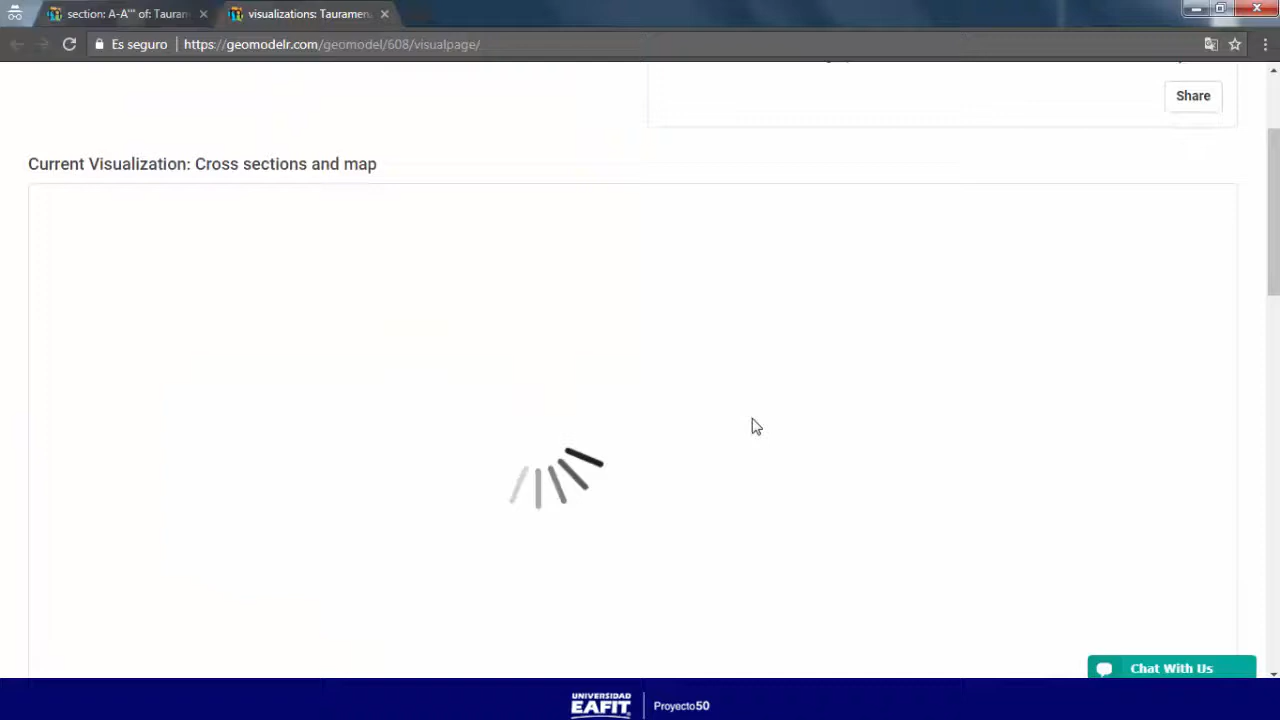 section: A-A''' of: Tauram
visualizations: Tauramen
Es seguro
https://geomodelr.com/geomodel/608/visualpage/
Share
Current Visualization: Cross sections and map
Chat With Us
UNIVERSIDAD
EAFIT
Proyecto50